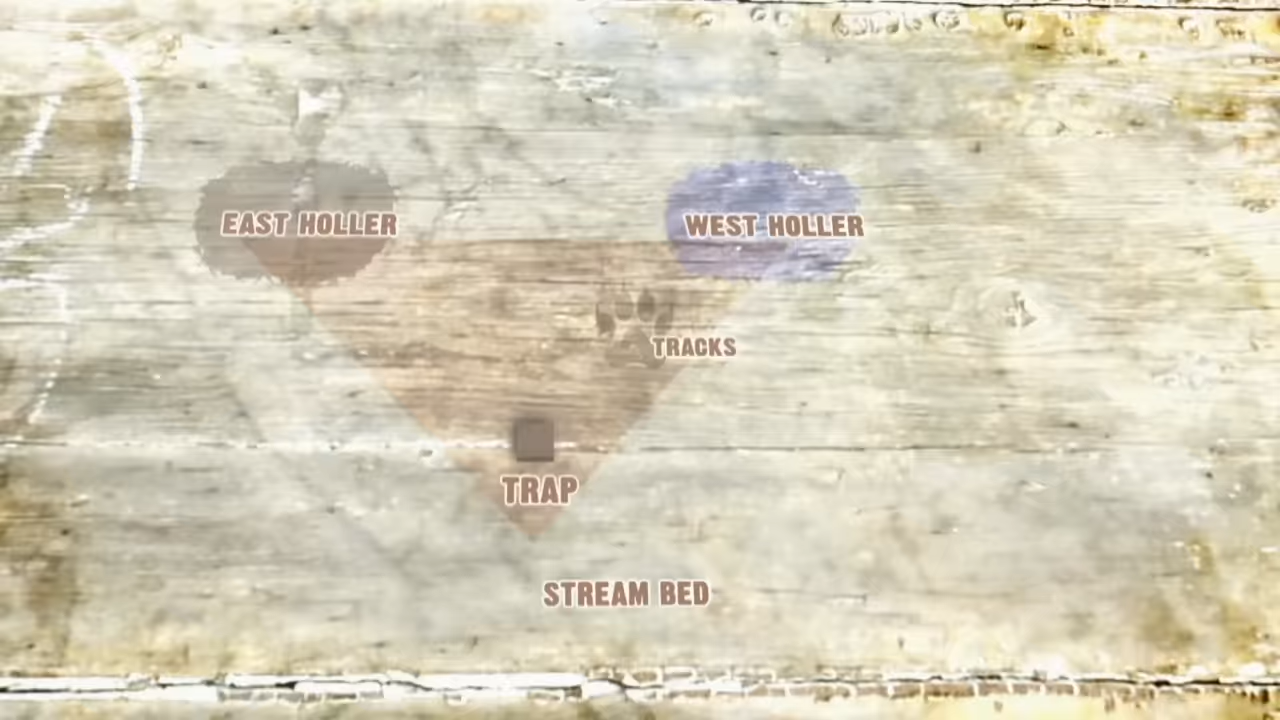 EAST HOLLER
WEST HOLLER
TRACKS
TRAP
STREAM BED